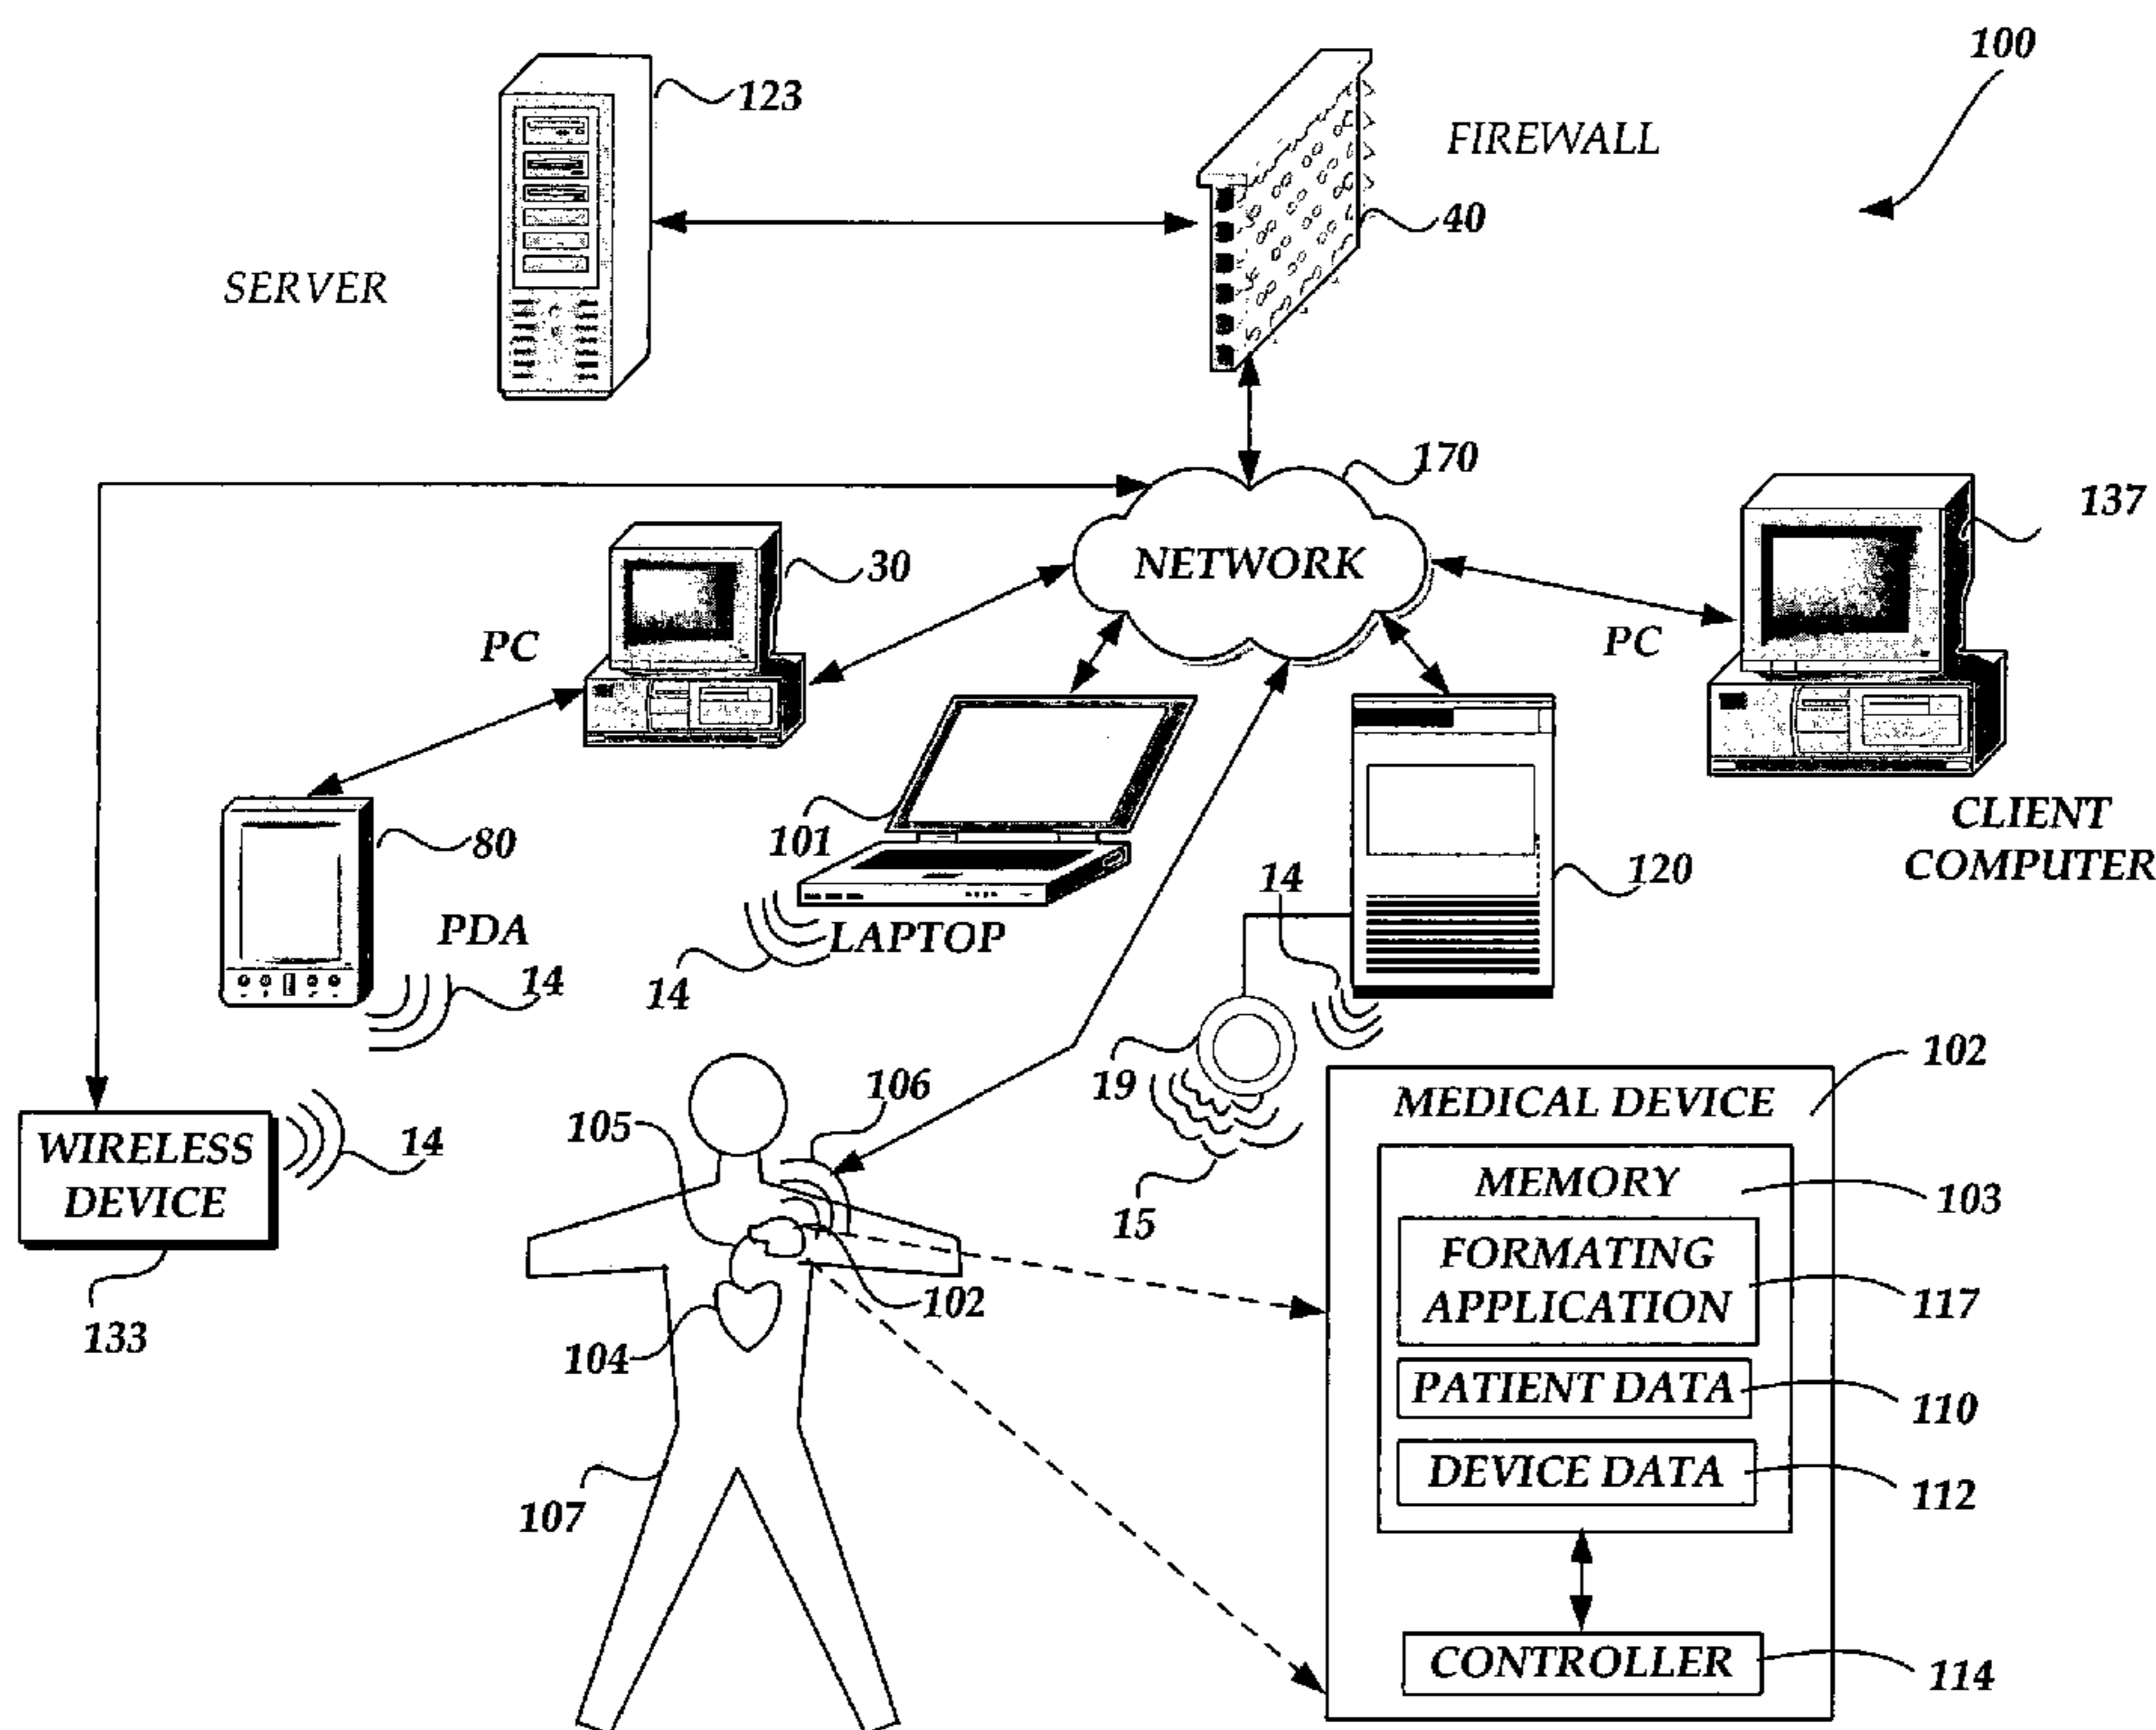 100
123
FIREWALL
40
SERVER
170
137
NETWORK
30
PC
PC
CLIENT
COMPUTER
101
80
14
120
PDA
LAPTOP
14
14
19
102
106
MEDICAL DEVICE
105
WIRELESS
DEVICE
14
MEMORY
103
15
FORMATING
APPLICATION
117
102
133
104
PATIENT DATA
110
DEVICE DATA
112
107
CONTROLLER
114